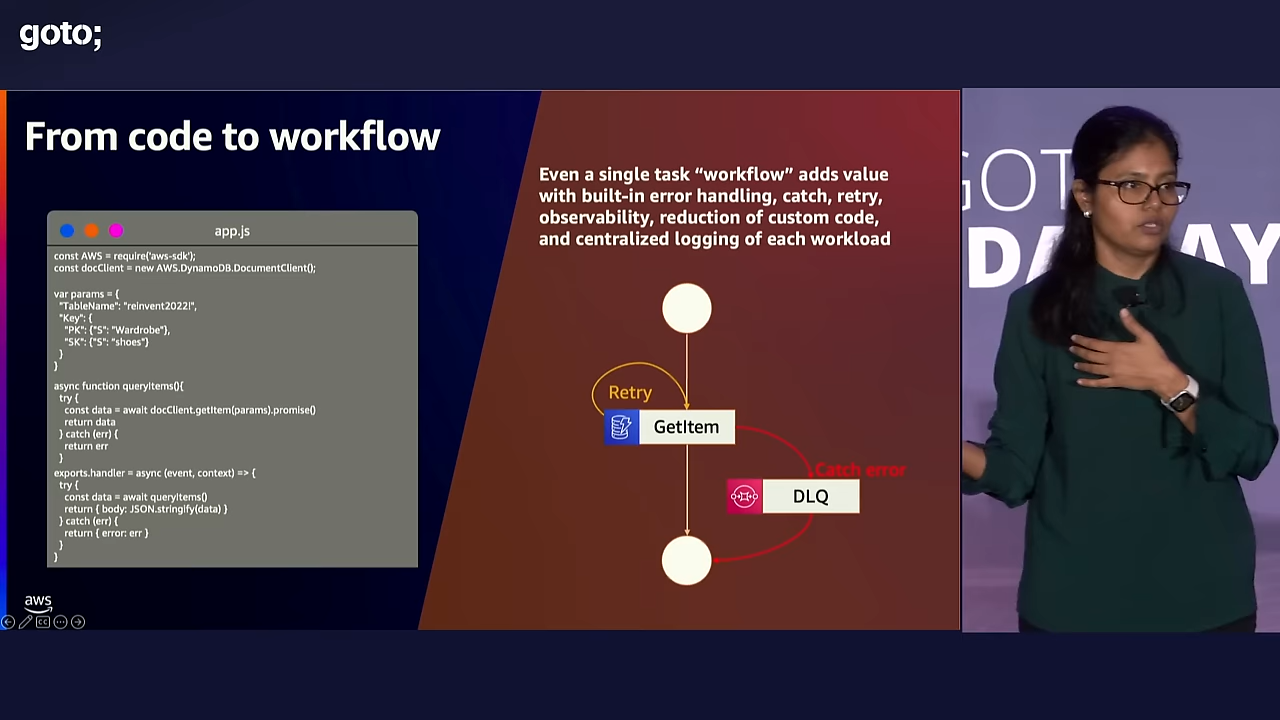 goto;
From code to workflow
app.js
const AWS = require('aws-sdk');
const docClient = new AWS.DynamoDB.DocumentClient();
var params = {
"TableName": "reinvent2022!",
"Key": {
"PK": {"S": "Wardrobe"},
"SK": {"S": "shoes"}
}
}
async function queryItems(){
try {
const data = await docClient.getItem(params).promise()
return data
} catch (err) {
return err
}
exports.handler = async (event, context) => {
try {
const data = await queryItems()
return { body: JSON.stringify(data) }
} catch (err) {
return { error: err }
}
}
aws
Even a single task “workflow” adds value
with built-in error handling, catch, retry,
observability, reduction of custom code,
and centralized logging of each workload
Retry
GetItem
Catch error
DLQ
GOT
DA AY